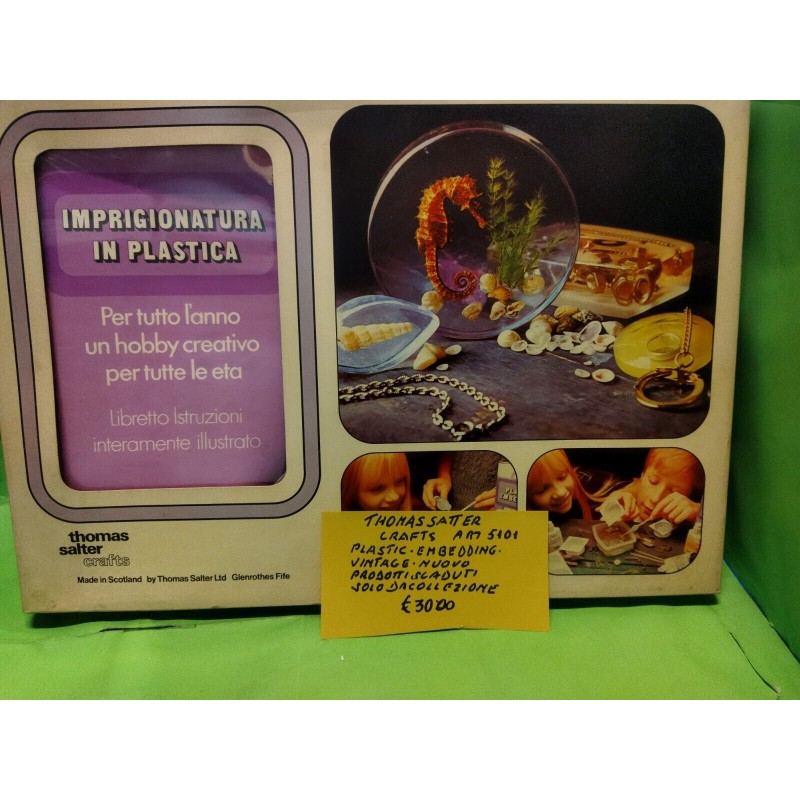 IMPRIGIONATURA
IN PLASTICA
Per tutto l'anno
un hobby creativo
per tutte le eta
Libretto Istruzioni
interamente illustrato
thomas
salter
crafts
Made in Scotland by Thomas Salter Ltd Glenrothes Fife
THOMAS SATTER
CRAFTS ART 5101
PLASTIC·EMBEDDING·
VINTAGE·NUOVO
PRODOTTI SCADUTI
SOLO DA COLLEZIONE
€ 30.00